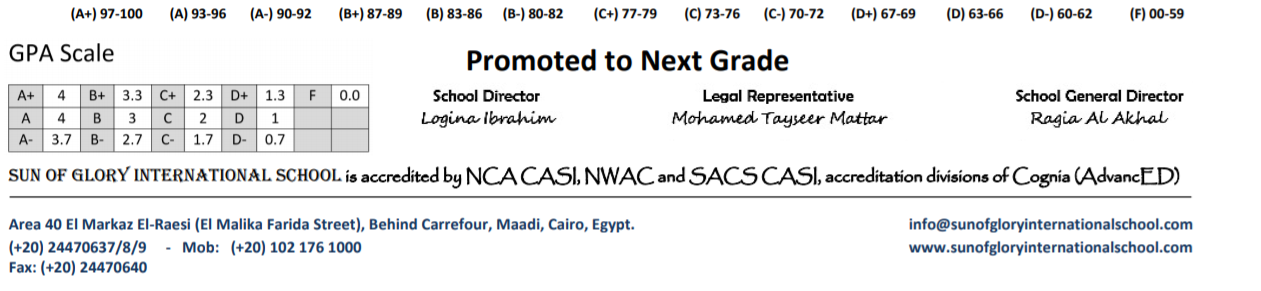 (A+) 97-100 (A) 93-96 (A-) 90-92 (B+) 87-89 (B) 83-86 (B-) 80-82 (C+) 77-79 (C) 73-76 (C-) 70-72 (D+) 67-69 (D) 63-66 (D-) 60-62 (F) 00-59
GPA Scale
Promoted to Next Grade
A+ 4 B+ 3.3 C+ 2.3 D+ 1.3 F 0.0
A 4 B 3 C 2 D 1
A- 3.7 B- 2.7 C- 1.7 D- 0.7
School Director Legal Representative School General Director
Logina Ibrahim Mohamed Tayseer Mattar Ragia Al Akhal
SUN OF GLORY INTERNATIONAL SCHOOL is accredited by NCA CASI, NWAC and SACS CASI, accreditation divisions of Cognia (AdvancED)
Area 40 El Markaz El-Raesi (El Malika Farida Street), Behind Carrefour, Maadi, Cairo, Egypt. info@sunofgloryinternationalschool.com
(+20) 24470637/8/9 - Mob: (+20) 102 176 1000 www.sunofgloryinternationalschool.com
Fax: (+20) 24470640